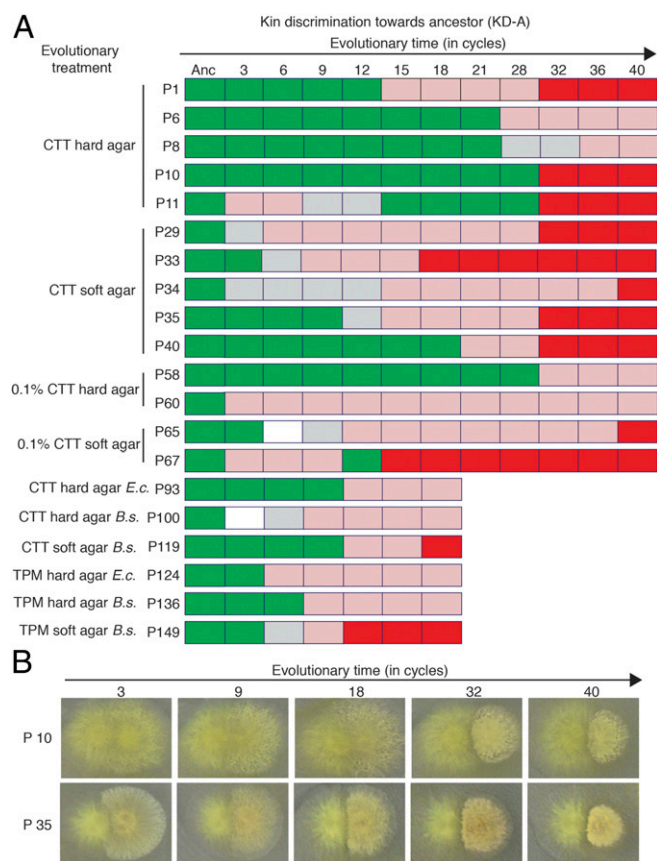 A
Kin discrimination towards ancestor (KD-A)
Evolutionary treatment
Evolutionary time (in cycles)
Anc 3 6 9 12 15 18 21 28 32 36 40
CTT hard agar
P1
P6
P8
P10
P11
CTT soft agar
P29
P33
P34
P35
P40
0.1% CTT hard agar
P58
P60
0.1% CTT soft agar
P65
P67
CTT hard agar E.c. P93
CTT hard agar B.s. P100
CTT soft agar B.s. P119
TPM hard agar E.c. P124
TPM hard agar B.s. P136
TPM soft agar B.s. P149
B
Evolutionary time (in cycles)
3 9 18 32 40
P 10
P 35